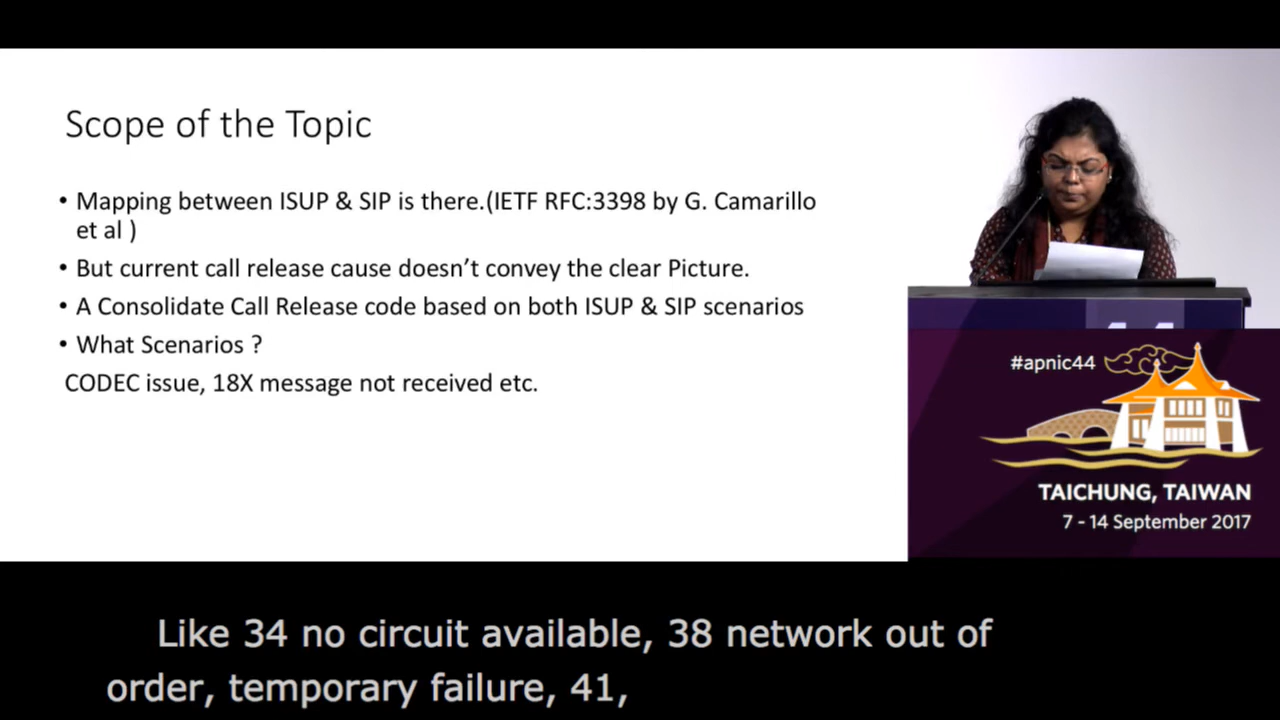 Scope of the Topic
• Mapping between ISUP & SIP is there.(IETF RFC:3398 by G. Camarillo
et al )
• But current call release cause doesn't convey the clear Picture.
• A Consolidate Call Release code based on both ISUP & SIP scenarios
• What Scenarios ?
CODEC issue, 18X message not received etc.
#apnic44
TAICHUNG, TAIWAN
7 - 14 September 2017
Like 34 no circuit available, 38 network out of
order, temporary failure, 41,